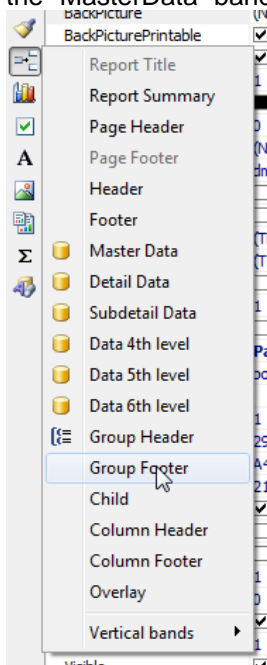 the MasterData band
BackPicture
BackPicturePrintable
Report Title
Report Summary
Page Header
Page Footer
A
Header
Footer
Σ Master Data
Detail Data
Subdetail Data
Data 4th level
Data 5th level
Data 6th level
Group Header
Group Footer
Child
Column Header
Column Footer
Overlay
Vertical bands
Visible